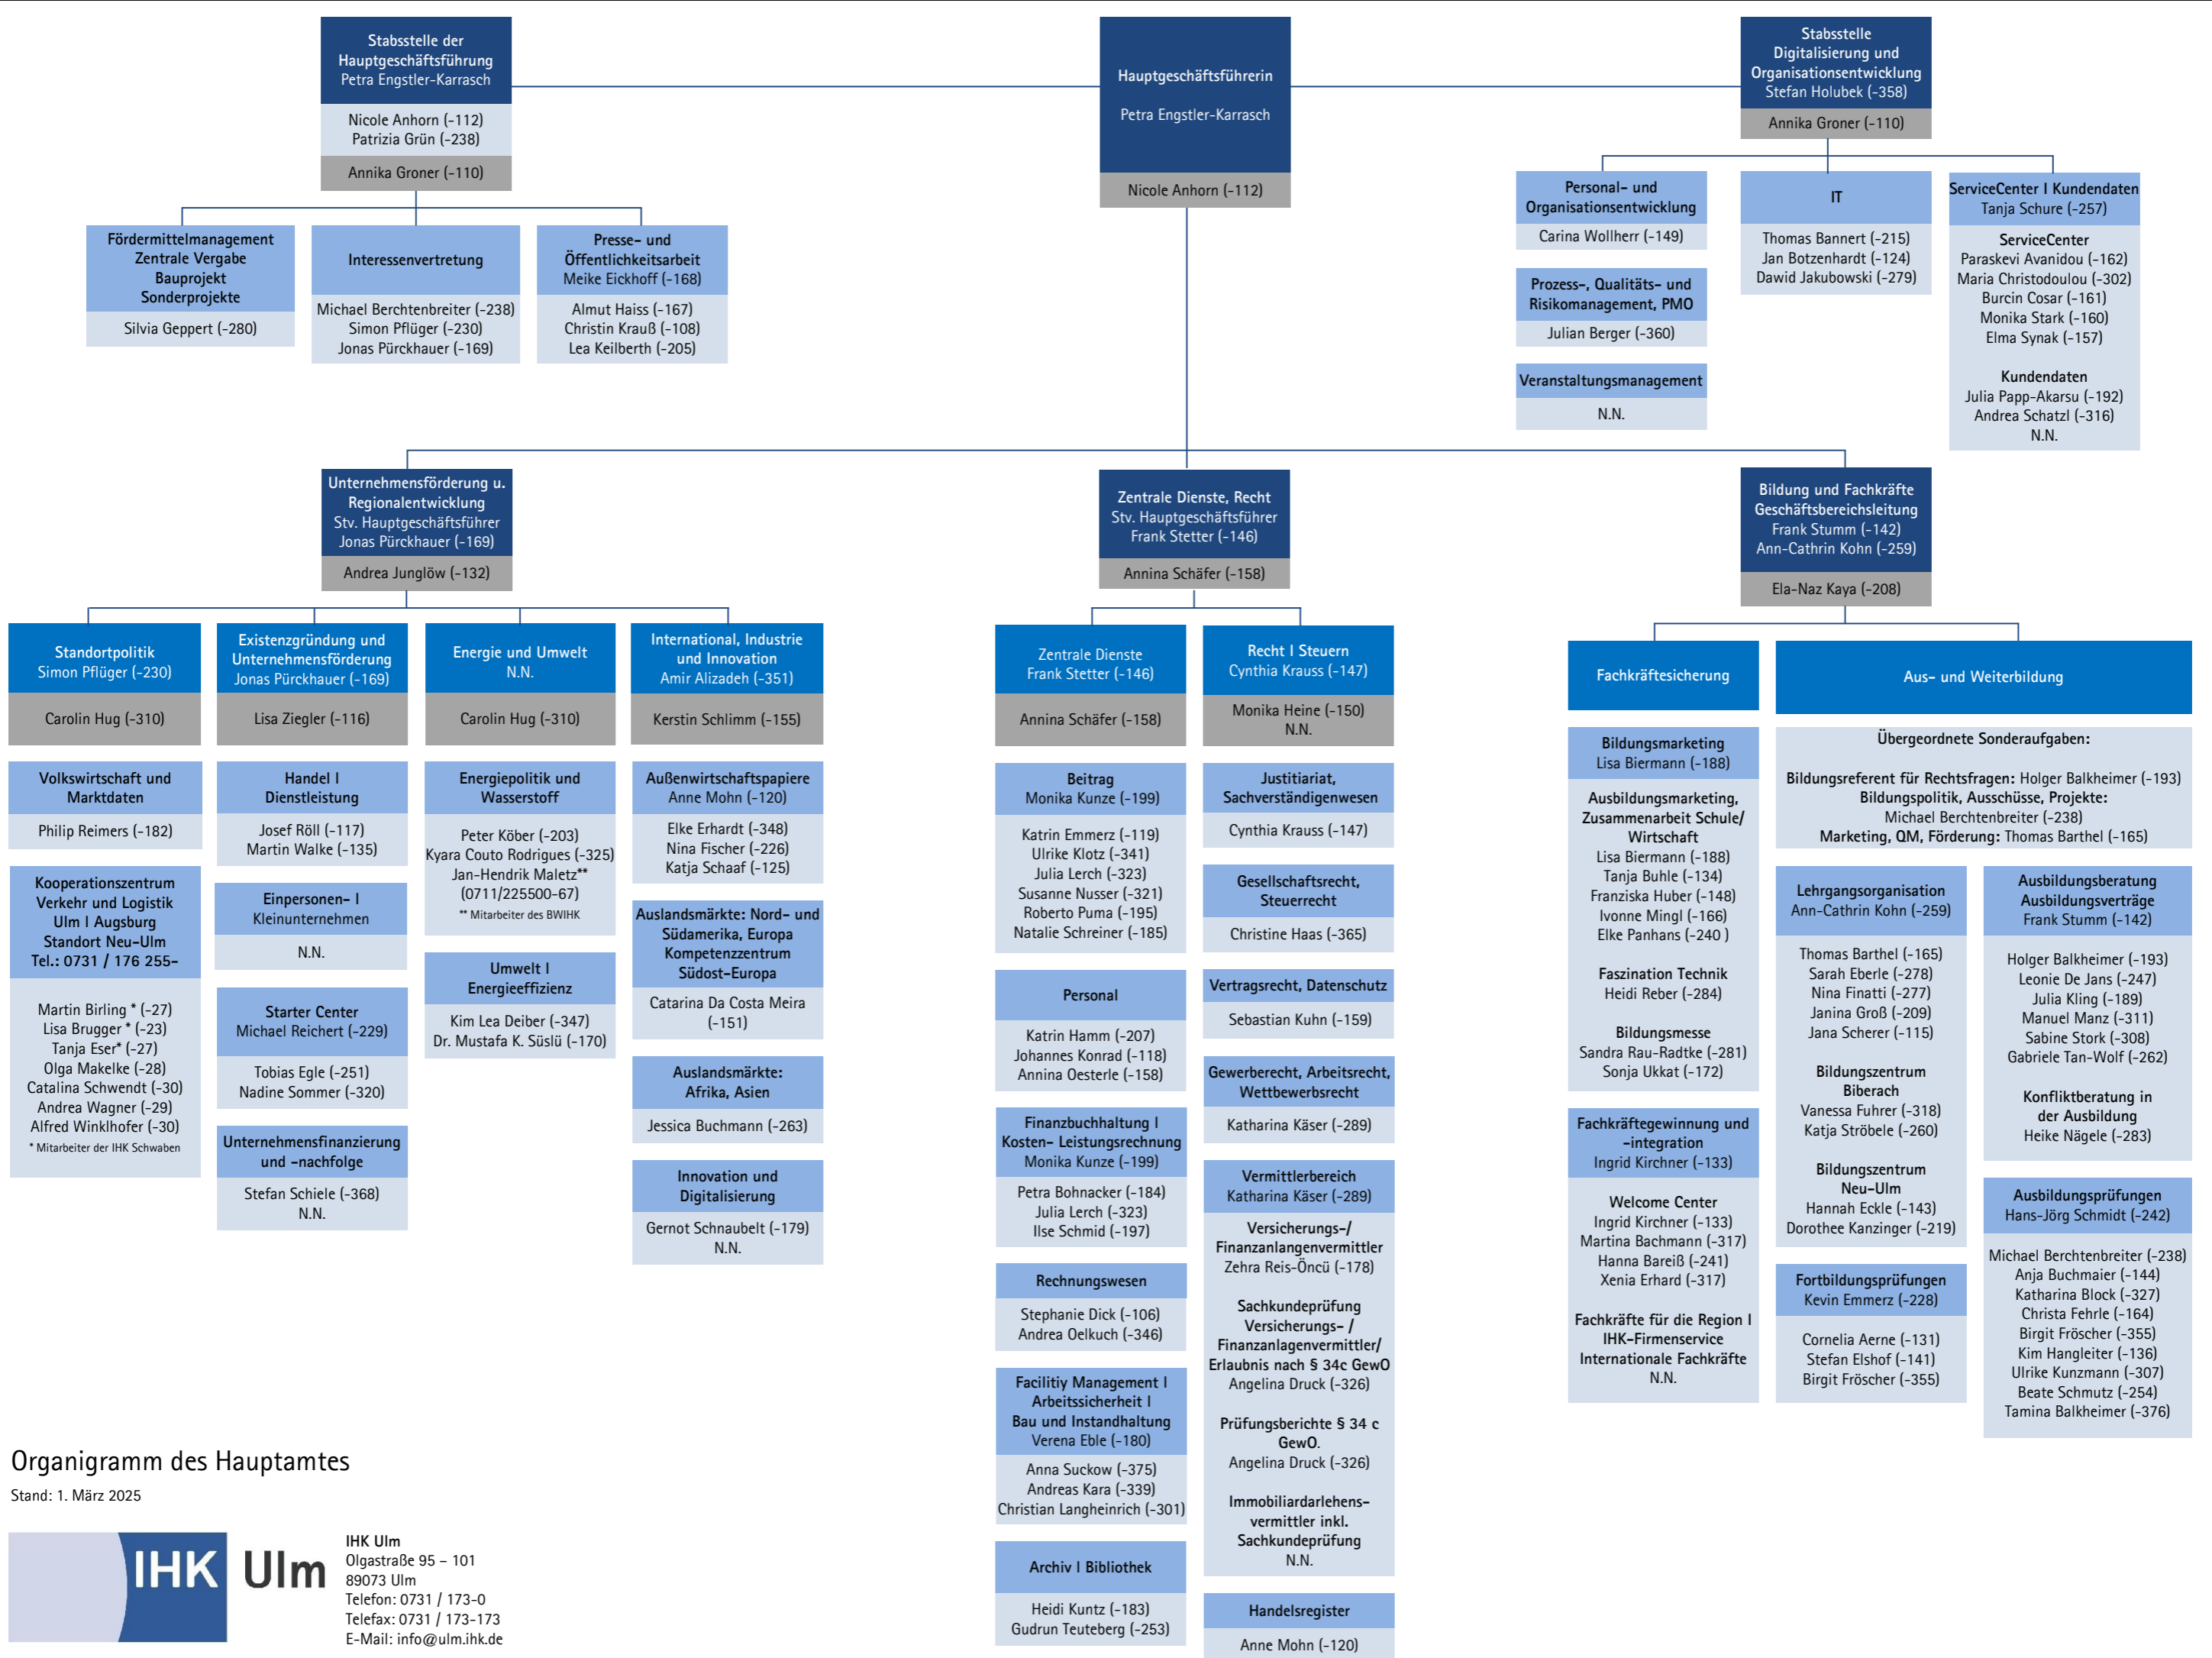 Stabsstelle der
Hauptgeschäftsführung
Petra Engstler-Karrasch
Nicole Anhorn (-112)
Patrizia Grün (-238)
Annika Groner (-110)
Hauptgeschäftsführerin
Petra Engstler-Karrasch
Nicole Anhorn (-112)
Stabsstelle
Digitalisierung und
Organisationsentwicklung
Stefan Holubek (-358)
Annika Groner (-110)
Fördermittelmanagement
Zentrale Vergabe
Bauprojekt
Sonderprojekte
Silvia Geppert (-280)
Interessenvertretung
Michael Berchtenbreiter (-238)
Simon Pflüger (-230)
Jonas Pürckhauer (-169)
Presse- und
Öffentlichkeitsarbeit
Meike Eickhoff (-168)
Almut Haiss (-167)
Christin Krauß (-108)
Lea Keilberth (-205)
Personal- und
Organisationsentwicklung
Carina Wollherr (-149)
Prozess-, Qualitäts- und
Risikomanagement, PMO
Julian Berger (-360)
Veranstaltungsmanagement
N.N.
IT
Thomas Bannert (-215)
Jan Botzenhardt (-124)
Dawid Jakubowski (-279)
ServiceCenter I Kundendaten
Tanja Schure (-257)
ServiceCenter
Paraskevi Avanidou (-162)
Maria Christodoulou (-302)
Burcin Cosar (-161)
Monika Stark (-160)
Elma Synak (-157)
Kundendaten
Julia Papp-Akarsu (-192)
Andrea Schatzl (-316)
N.N.
Unternehmensförderung u.
Regionalentwicklung
Stv. Hauptgeschäftsführer
Jonas Pürckhauer (-169)
Andrea Junglöw (-132)
Zentrale Dienste, Recht
Stv. Hauptgeschäftsführer
Frank Stetter (-146)
Annina Schäfer (-158)
Bildung und Fachkräfte
Geschäftsbereichsleitung
Frank Stumm (-142)
Ann-Cathrin Kohn (-259)
Ela-Naz Kaya (-208)
Standortpolitik
Simon Pflüger (-230)
Carolin Hug (-310)
Volkswirtschaft und
Marktdaten
Philip Reimers (-182)
Kooperationszentrum
Verkehr und Logistik
Ulm I Augsburg
Standort Neu-Ulm
Tel.: 0731 / 176 255-
Martin Birling * (-27)
Lisa Brugger * (-23)
Tanja Eser* (-27)
Olga Makelke (-28)
Catalina Schwendt (-30)
Andrea Wagner (-29)
Alfred Winklhofer (-30)
* Mitarbeiter der IHK Schwaben
Existenzgründung und
Unternehmensförderung
Jonas Pürckhauer (-169)
Lisa Ziegler (-116)
Handel I
Dienstleistung
Josef Röll (-117)
Martin Walke (-135)
Einpersonen- I
Kleinunternehmen
N.N.
Starter Center
Michael Reichert (-229)
Tobias Egle (-251)
Nadine Sommer (-320)
Unternehmensfinanzierung
und -nachfolge
Stefan Schiele (-368)
N.N.
Energie und Umwelt
N.N.
Carolin Hug (-310)
Energiepolitik und
Wasserstoff
Peter Köber (-203)
Kyara Couto Rodrigues (-325)
Jan-Hendrik Maletz**
(0711/225500-67)
** Mitarbeiter des BWIHK
Umwelt I
Energieeffizienz
Kim Lea Deiber (-347)
Dr. Mustafa K. Süslü (-170)
International, Industrie
und Innovation
Amir Alizadeh (-351)
Kerstin Schlimm (-155)
Außenwirtschaftspapiere
Anne Mohn (-120)
Elke Erhardt (-348)
Nina Fischer (-226)
Katja Schaaf (-125)
Auslandsmärkte: Nord- und
Südamerika, Europa
Kompetenzzentrum
Südost-Europa
Catarina Da Costa Meira
(-151)
Auslandsmärkte:
Afrika, Asien
Jessica Buchmann (-263)
Innovation und
Digitalisierung
Gernot Schnaubelt (-179)
N.N.
Zentrale Dienste
Frank Stetter (-146)
Annina Schäfer (-158)
Beitrag
Monika Kunze (-199)
Katrin Emmerz (-119)
Ulrike Klotz (-341)
Julia Lerch (-323)
Susanne Nusser (-321)
Roberto Puma (-195)
Natalie Schreiner (-185)
Personal
Katrin Hamm (-207)
Johannes Konrad (-118)
Annina Oesterle (-158)
Finanzbuchhaltung I
Kosten- Leistungsrechnung
Monika Kunze (-199)
Petra Bohnacker (-184)
Julia Lerch (-323)
Ilse Schmid (-197)
Rechnungswesen
Stephanie Dick (-106)
Andrea Oelkuch (-346)
Facilitiy Management I
Arbeitssicherheit I
Bau und Instandhaltung
Verena Eble (-180)
Anna Suckow (-375)
Andreas Kara (-339)
Christian Langheinrich (-301)
Archiv I Bibliothek
Heidi Kuntz (-183)
Gudrun Teuteberg (-253)
Recht I Steuern
Cynthia Krauss (-147)
Monika Heine (-150)
N.N.
Justitiariat,
Sachverständigenwesen
Cynthia Krauss (-147)
Gesellschaftsrecht,
Steuerrecht
Christine Haas (-365)
Vertragsrecht, Datenschutz
Sebastian Kuhn (-159)
Gewerberecht, Arbeitsrecht,
Wettbewerbsrecht
Katharina Käser (-289)
Vermittlerbereich
Katharina Käser (-289)
Versicherungs-/
Finanzanlangenvermittler
Zehra Reis-Öncü (-178)
Sachkundeprüfung
Versicherungs- /
Finanzanlagenvermittler/
Erlaubnis nach § 34c GewO
Angelina Druck (-326)
Prüfungsberichte § 34 c
GewO.
Angelina Druck (-326)
Immobiliardarlehens-
vermittler inkl.
Sachkundeprüfung
N.N.
Handelsregister
Anne Mohn (-120)
Fachkräftesicherung
Bildungsmarketing
Lisa Biermann (-188)
Ausbildungsmarketing,
Zusammenarbeit Schule/
Wirtschaft
Lisa Biermann (-188)
Tanja Buhle (-134)
Franziska Huber (-148)
Ivonne Mingl (-166)
Elke Panhans (-240 )
Faszination Technik
Heidi Reber (-284)
Bildungsmesse
Sandra Rau-Radtke (-281)
Sonja Ukkat (-172)
Fachkräftegewinnung und
-integration
Ingrid Kirchner (-133)
Welcome Center
Ingrid Kirchner (-133)
Martina Bachmann (-317)
Hanna Bareiß (-241)
Xenia Erhard (-317)
Fachkräfte für die Region I
IHK-Firmenservice
Internationale Fachkräfte
N.N.
Aus- und Weiterbildung
Übergeordnete Sonderaufgaben:
Bildungsreferent für Rechtsfragen: Holger Balkheimer (-193)
Bildungspolitik, Ausschüsse, Projekte:
Michael Berchtenbreiter (-238)
Marketing, QM, Förderung: Thomas Barthel (-165)
Lehrgangsorganisation
Ann-Cathrin Kohn (-259)
Thomas Barthel (-165)
Sarah Eberle (-278)
Nina Finatti (-277)
Janina Groß (-209)
Jana Scherer (-115)
Bildungszentrum
Biberach
Vanessa Fuhrer (-318)
Katja Ströbele (-260)
Bildungszentrum
Neu-Ulm
Hannah Eckle (-143)
Dorothee Kanzinger (-219)
Fortbildungsprüfungen
Kevin Emmerz (-228)
Cornelia Aerne (-131)
Stefan Elshof (-141)
Birgit Fröscher (-355)
Ausbildungsberatung
Ausbildungsverträge
Frank Stumm (-142)
Holger Balkheimer (-193)
Leonie De Jans (-247)
Julia Kling (-189)
Manuel Manz (-311)
Sabine Stork (-308)
Gabriele Tan-Wolf (-262)
Konfliktberatung in
der Ausbildung
Heike Nägele (-283)
Ausbildungsprüfungen
Hans-Jörg Schmidt (-242)
Michael Berchtenbreiter (-238)
Anja Buchmaier (-144)
Katharina Block (-327)
Christa Fehrle (-164)
Birgit Fröscher (-355)
Kim Hangleiter (-136)
Ulrike Kunzmann (-307)
Beate Schmutz (-254)
Tamina Balkheimer (-376)
Organigramm des Hauptamtes
Stand: 1. März 2025
IHK Ulm
IHK Ulm
Olgastraße 95 – 101
89073 Ulm
Telefon: 0731 / 173-0
Telefax: 0731 / 173-173
E-Mail: info@ulm.ihk.de